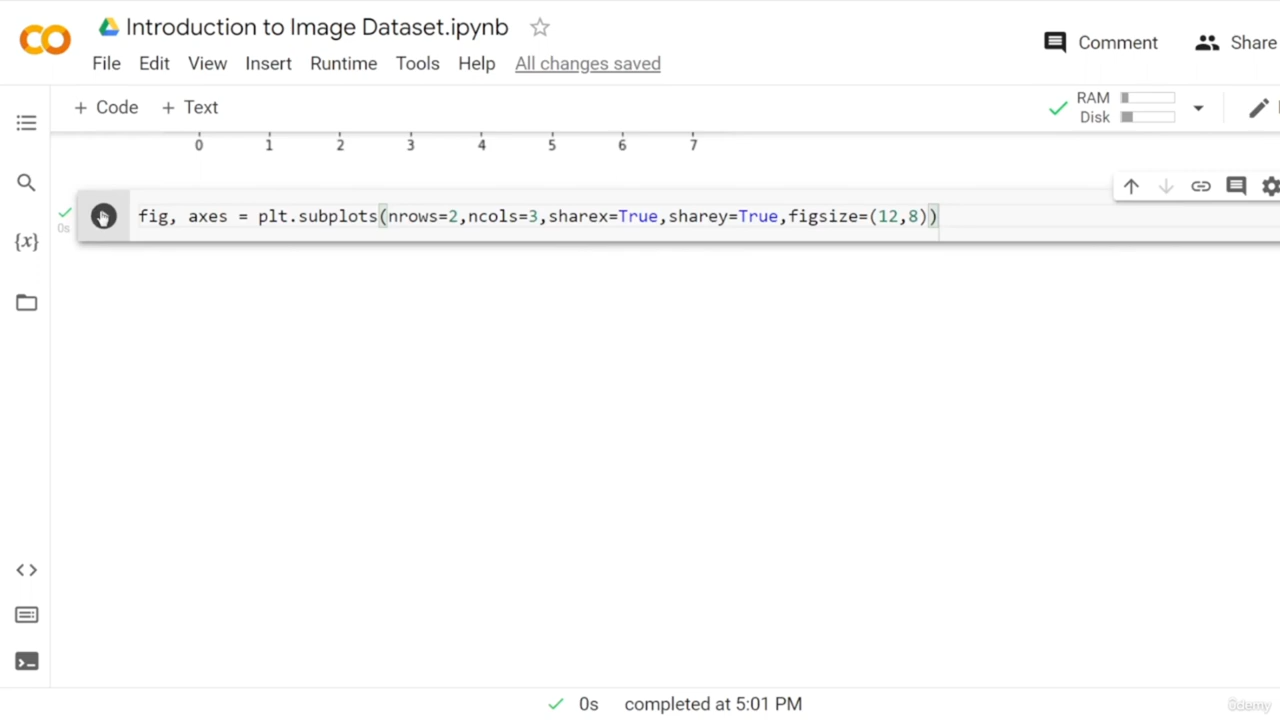 Introduction to Image Dataset.ipynb
Comment
Share
File Edit View Insert Runtime Tools Help All changes saved
+ Code + Text
RAM
Disk
0 1 2 3 4 5 6 7
{x}
0s
fig, axes = plt.subplots(nrows=2,ncols=3,sharex=True,sharey=True,figsize=(12,8))
0s completed at 5:01 PM
ûdemy